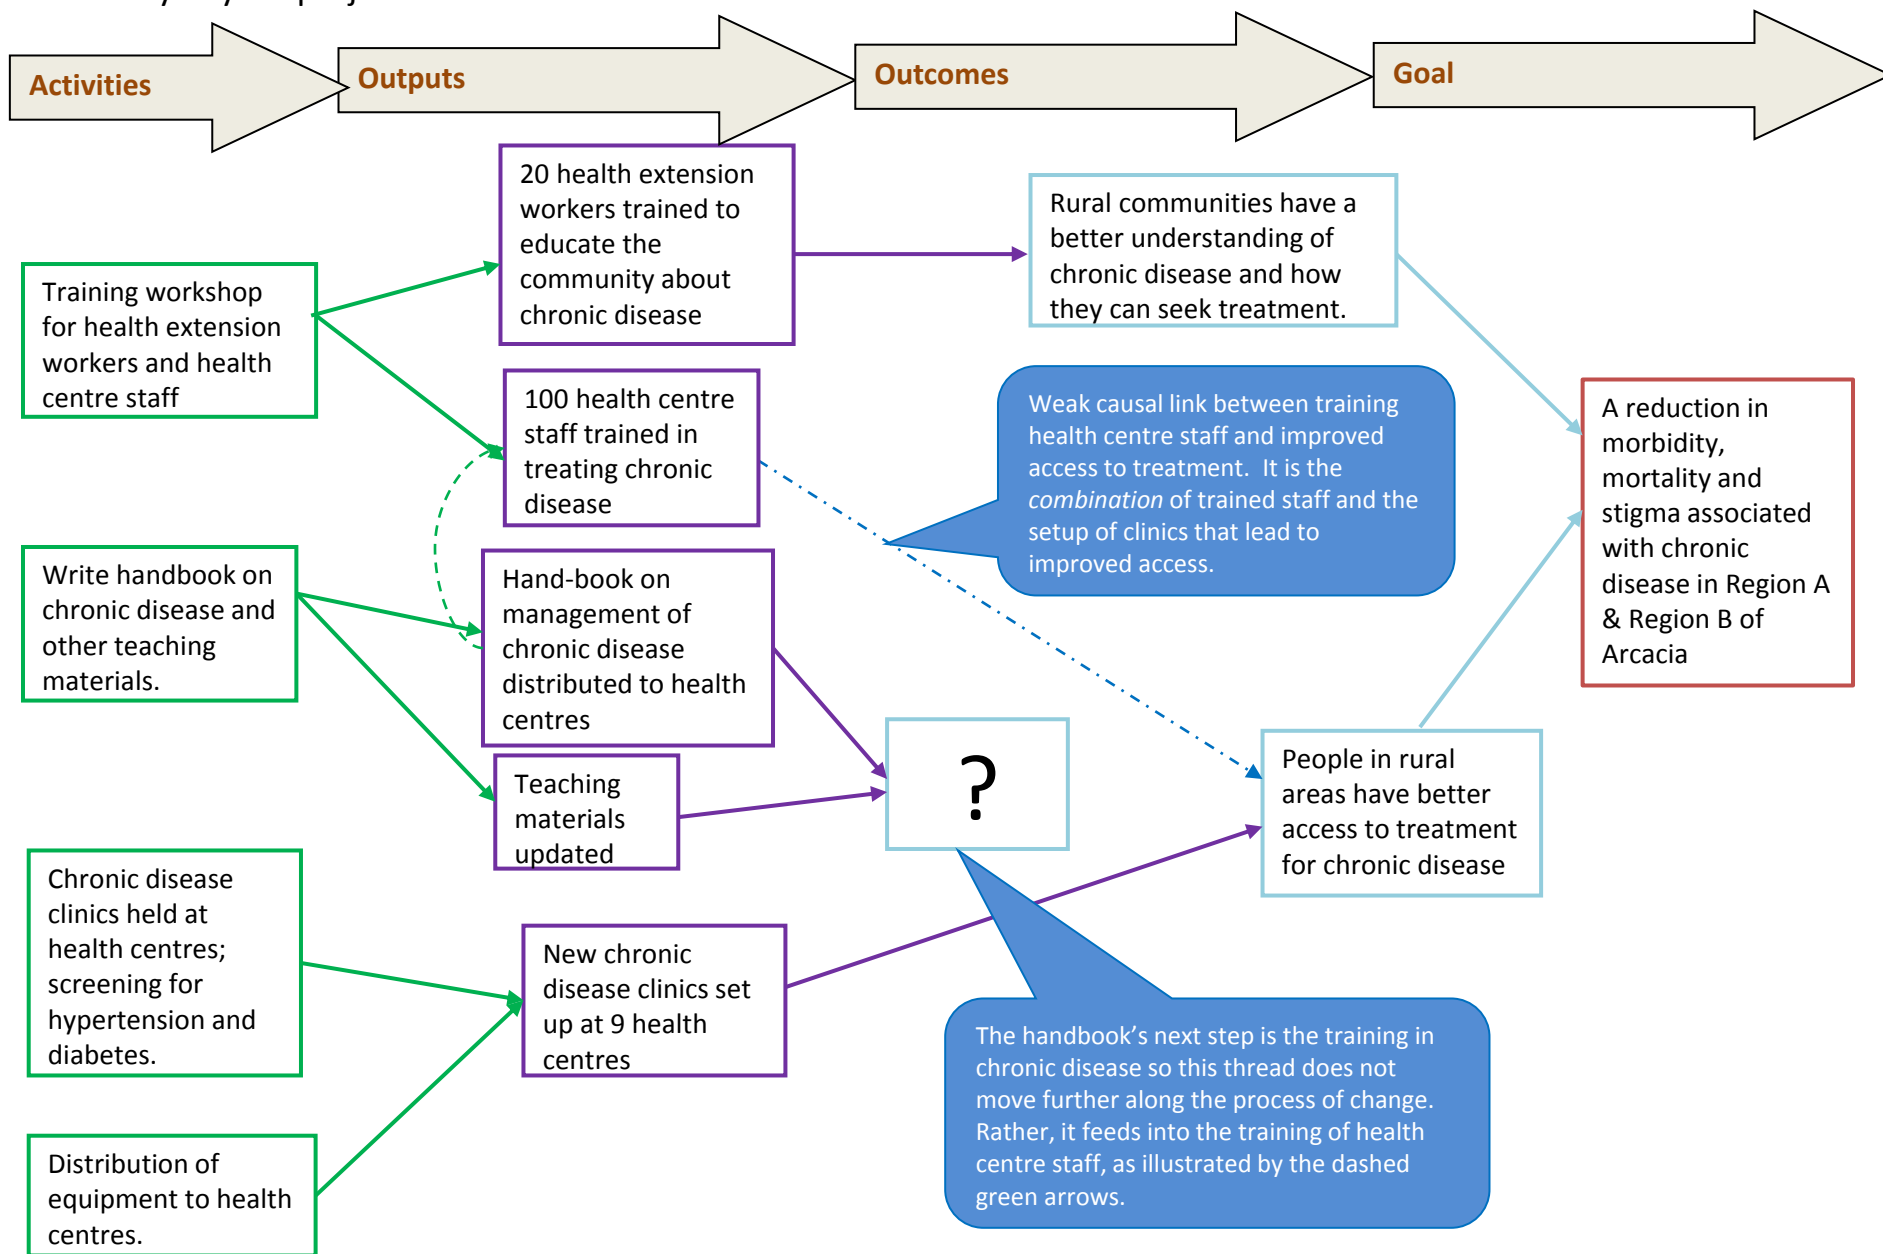 Activities
Outputs
Outcomes
Goal
20 health extension
workers trained to
educate the
community about
chronic disease
Rural communities have a
better understanding of
chronic disease and how
they can seek treatment.
Training workshop
for health extension
workers and health
centre staff
100 health centre
staff trained in
treating chronic
disease
Weak causal link between training
health centre staff and improved
access to treatment.  It is the
combination of trained staff and the
setup of clinics that lead to
improved access.
A reduction in
morbidity,
mortality and
stigma associated
with chronic
disease in Region A
& Region B of
Arcacia
Write handbook on
chronic disease and
other teaching
materials.
Hand-book on
management of
chronic disease
distributed to health
centres
Teaching
materials
updated
?
People in rural
areas have better
access to treatment
for chronic disease
Chronic disease
clinics held at
health centres;
screening for
hypertension and
diabetes.
New chronic
disease clinics set
up at 9 health
centres
The handbook’s next step is the training in
chronic disease so this thread does not
move further along the process of change.
Rather, it feeds into the training of health
centre staff, as illustrated by the dashed
green arrows.
Distribution of
equipment to health
centres.